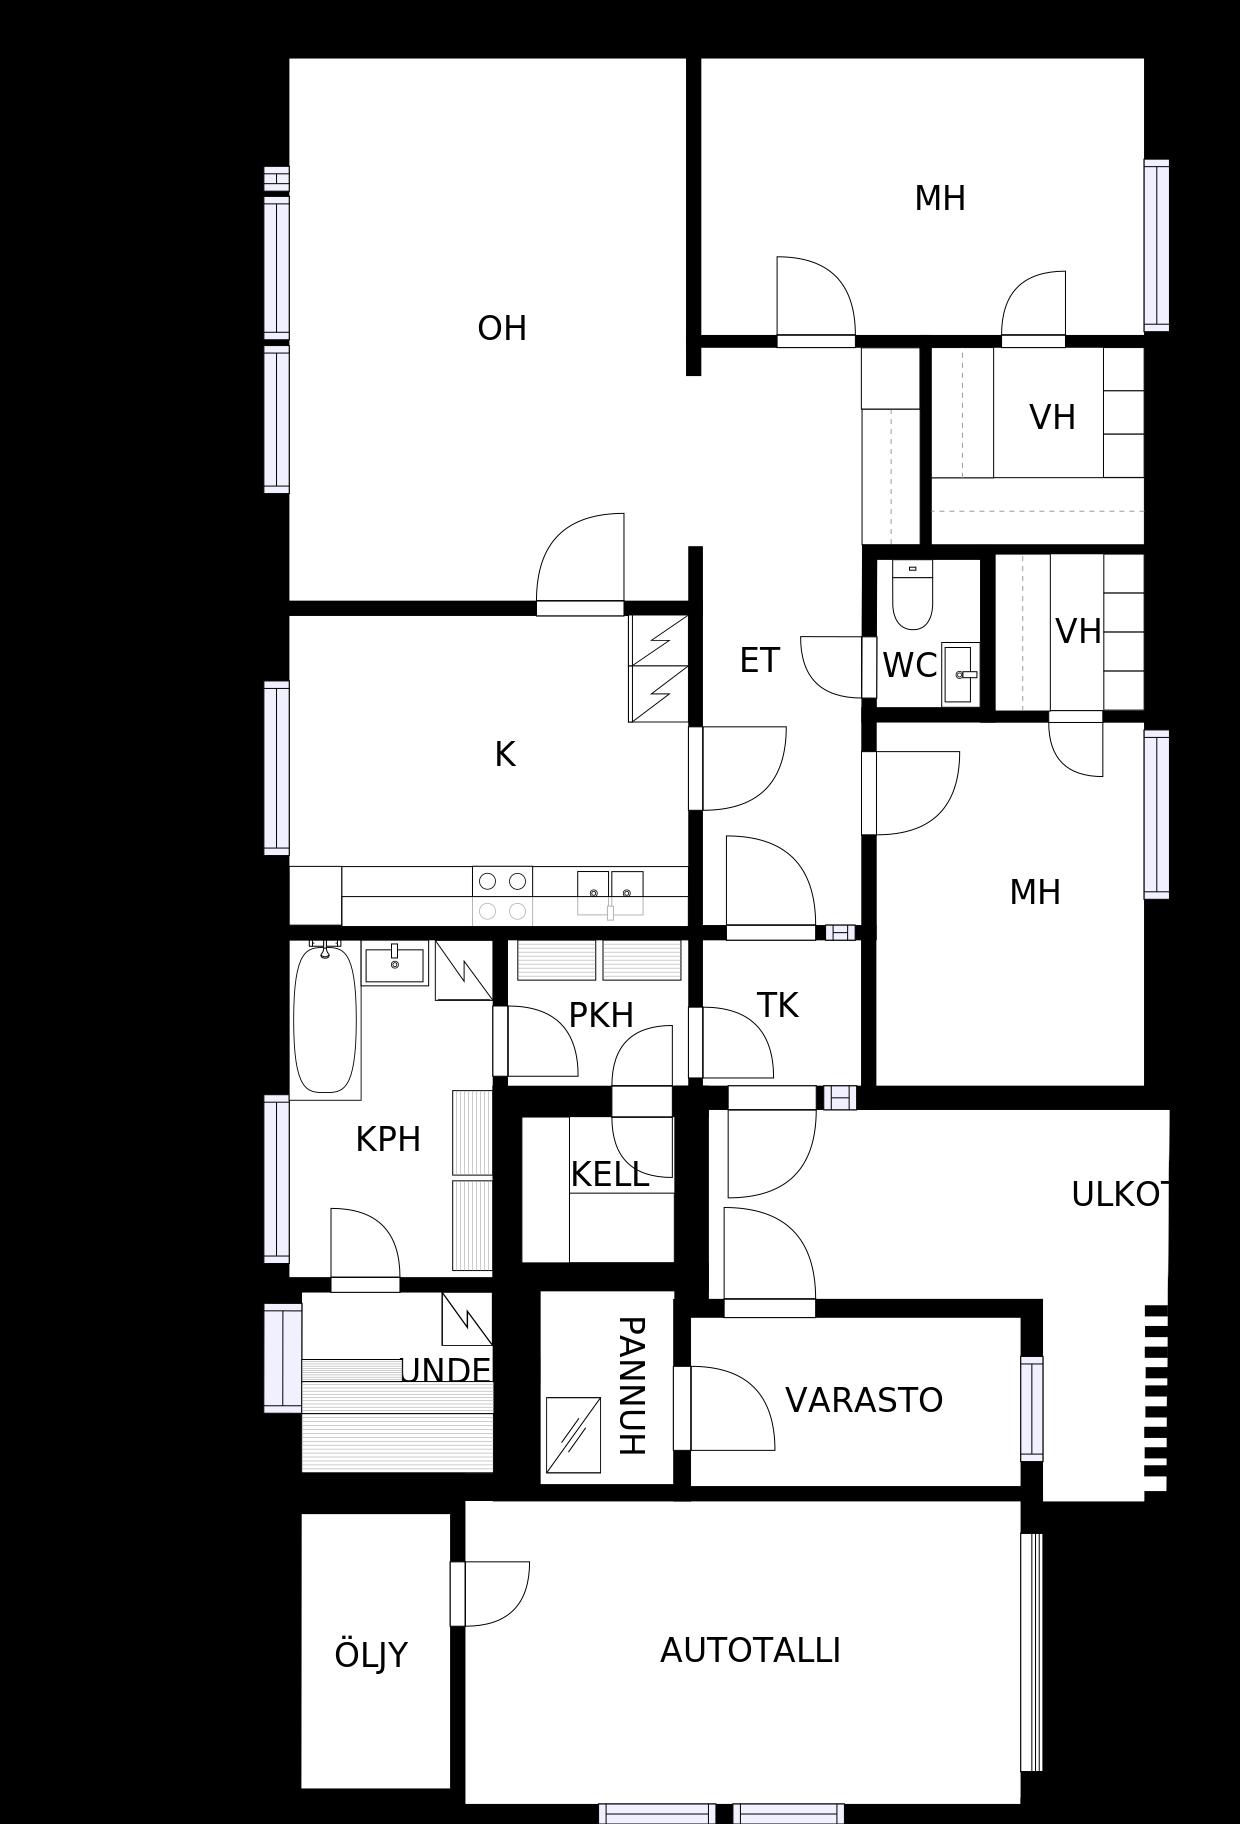 MH
OH
VH
VH
ET
WC
K
MH
TK
PKH
KPH
KELL
ULKOT
PANNUH
UNDE
VARASTO
AUTOTALLI
ÖLJY